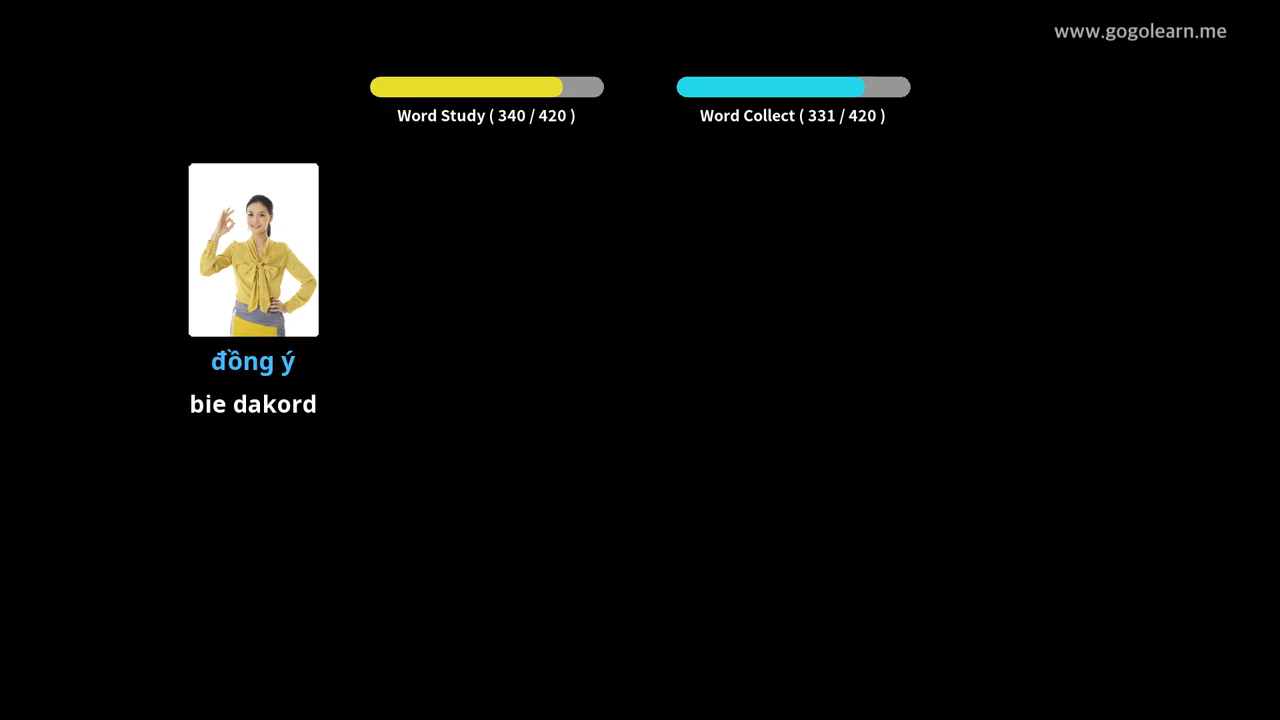 www.gogolearn.me
Word Study ( 340 / 420 )
Word Collect ( 331 / 420 )
đồng ý
bie dakord